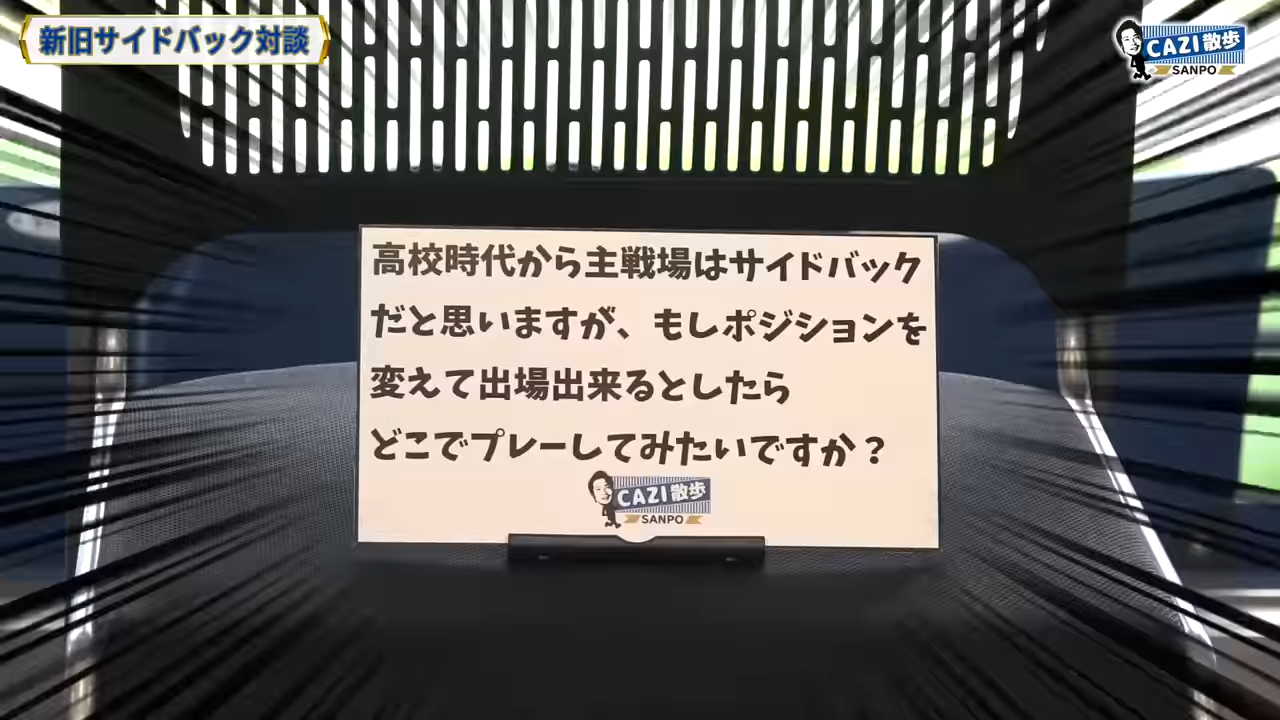 新旧サイドバック対談
CAZI散歩
SANPO
高校時代から主戦場はサイドバック
だと思いますが、もしポジションを
変えて出場出来るとしたら
どこでプレーしてみたいですか？
CAZI散歩
SANPO